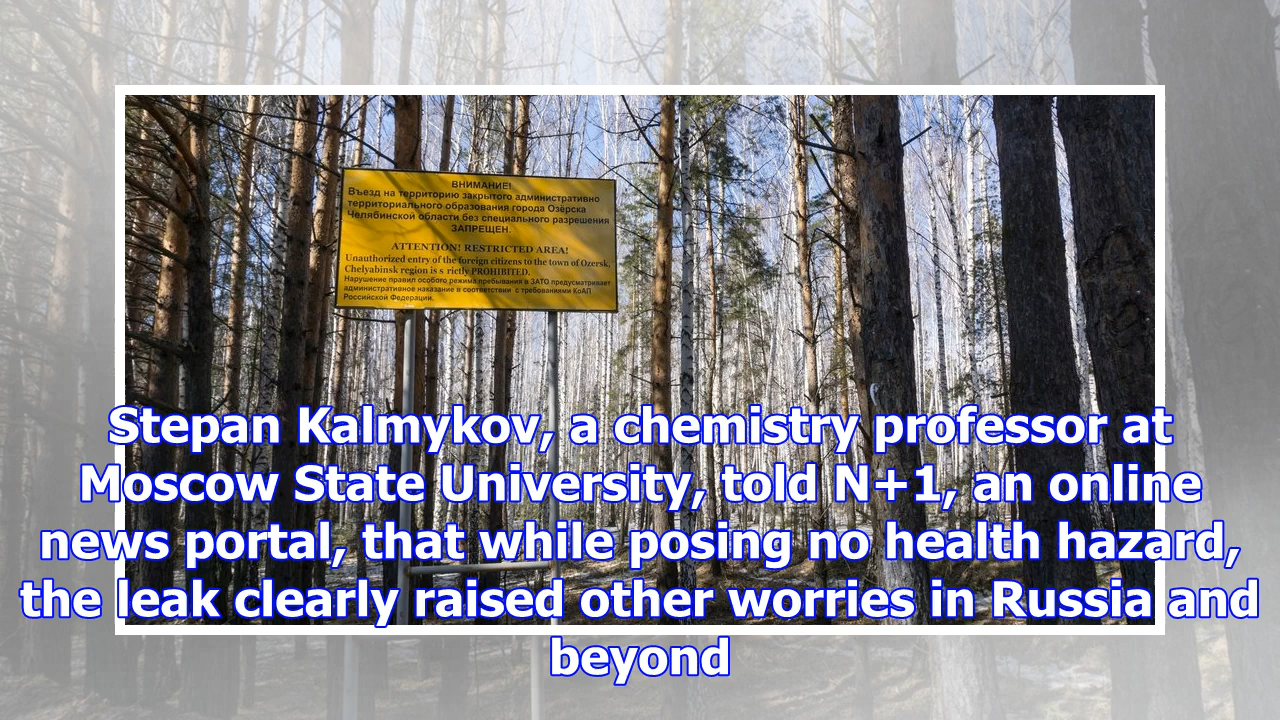 ВНИМАНИЕ!
Въезд на территорию закрытого административно
территориального образования города Озёрска
Челябинской области без специального разрешения
ЗАПРЕЩЕН.
ATTENTION! RESTRICTED AREA!
Unauthorized entry of the foreign citizens to the town of Ozersk,
Chelyabinsk region is s rictly PROHIBITED.
Нарушение правил особого режима пребывания в ЗАТО предусматривает
административное наказание в соответствии с требованиями КоАП
Российской Федерации.
Stepan Kalmykov, a chemistry professor at
Moscow State University, told N+1, an online
news portal, that while posing no health hazard,
the leak clearly raised other worries in Russia and
beyond